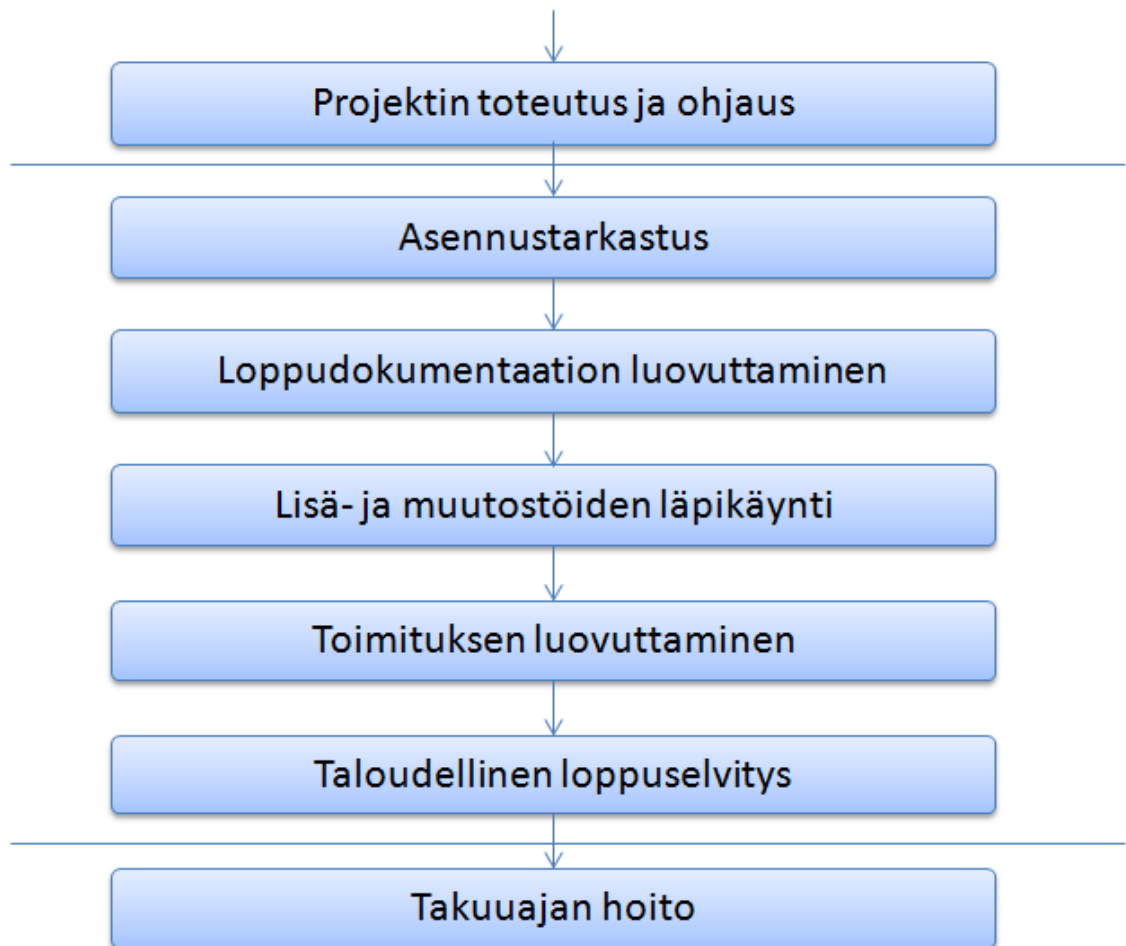 Projektin toteutus ja ohjaus
Asennustarkastus
Loppudokumentaation luovuttaminen
Lisä- ja muutostöiden läpikäynti
Toimituksen luovuttaminen
Taloudellinen loppuselvitys
Takuuajan hoito